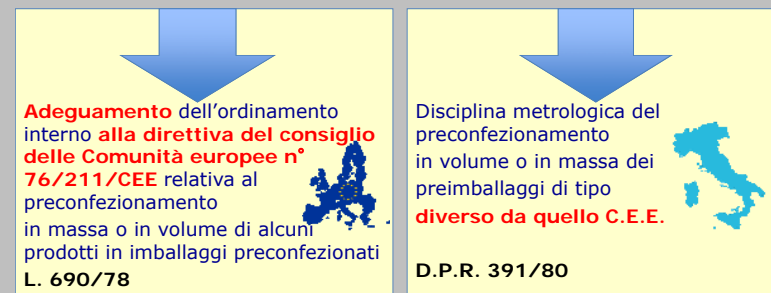 Adeguamento dell'ordinamento
interno alla direttiva del consiglio
delle Comunità europee n°
76/211/CEE relativa al
preconfezionamento
in massa o in volume di alcuni
prodotti in imballaggi preconfezionati
L. 690/78
Disciplina metrologica del
preconfezionamento
in volume o in massa dei
preimballaggi di tipo
diverso da quello C.E.E.
D.P.R. 391/80